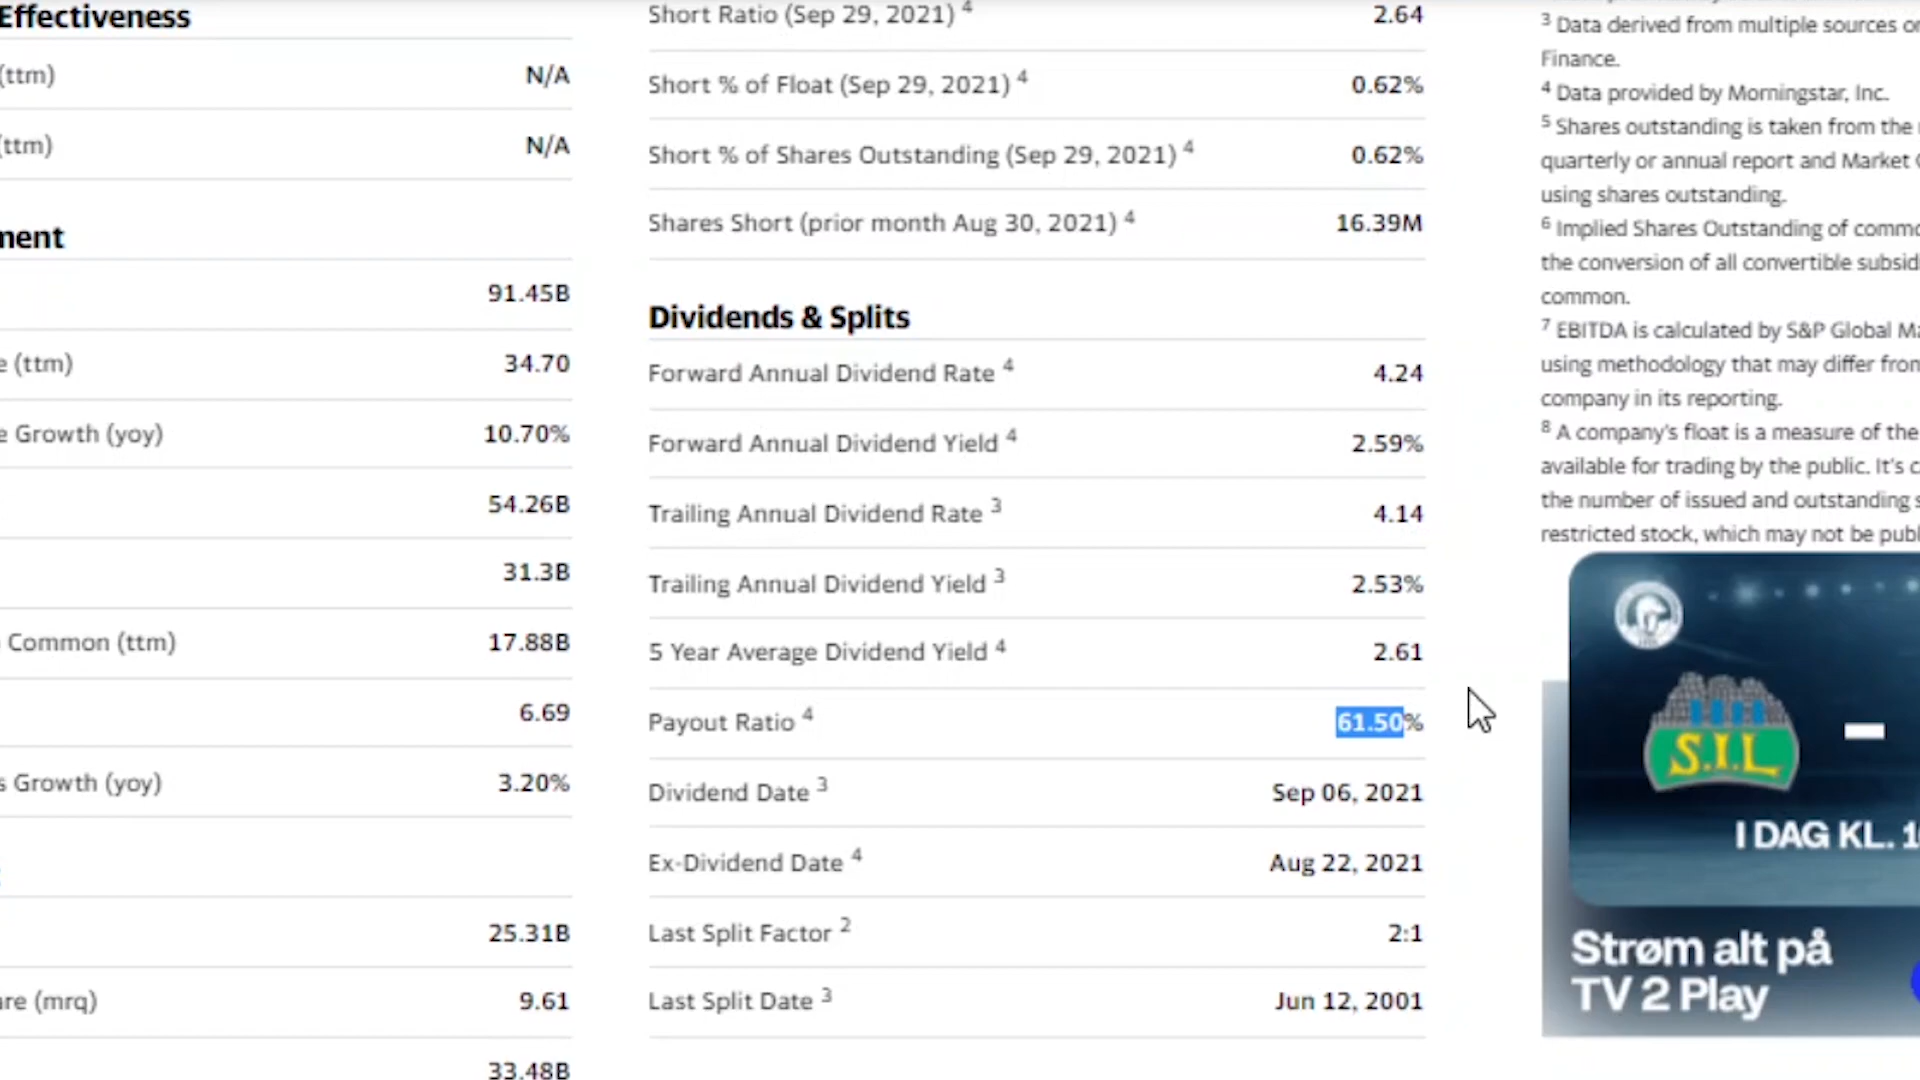 Effectiveness
(ttm) N/A
(ttm) N/A
ment
91.45B
e (ttm) 34.70
e Growth (yoy) 10.70%
54.26B
31.3B
Common (ttm) 17.88B
6.69
s Growth (yoy) 3.20%
25.31B
are (mrq) 9.61
33.48B
Short Ratio (Sep 29, 2021) 4 2.64
Short % of Float (Sep 29, 2021) 4 0.62%
Short % of Shares Outstanding (Sep 29, 2021) 4 0.62%
Shares Short (prior month Aug 30, 2021) 4 16.39M
Dividends & Splits
Forward Annual Dividend Rate 4 4.24
Forward Annual Dividend Yield 4 2.59%
Trailing Annual Dividend Rate 3 4.14
Trailing Annual Dividend Yield 3 2.53%
5 Year Average Dividend Yield 4 2.61
Payout Ratio 4 61.50%
Dividend Date 3 Sep 06, 2021
Ex-Dividend Date 4 Aug 22, 2021
Last Split Factor 2 2:1
Last Split Date 3 Jun 12, 2001
3 Data derived from multiple sources or
Finance.
4 Data provided by Morningstar, Inc.
5 Shares outstanding is taken from the
quarterly or annual report and Market
using shares outstanding.
6 Implied Shares Outstanding of commo
the conversion of all convertible subsidi
common.
7 EBITDA is calculated by S&P Global Ma
using methodology that may differ from
company in its reporting.
8 A company's float is a measure of the
available for trading by the public. It's c
the number of issued and outstanding s
restricted stock, which may not be publ
S.I.L
I DAG KL. 1
Strøm alt på
TV 2 Play